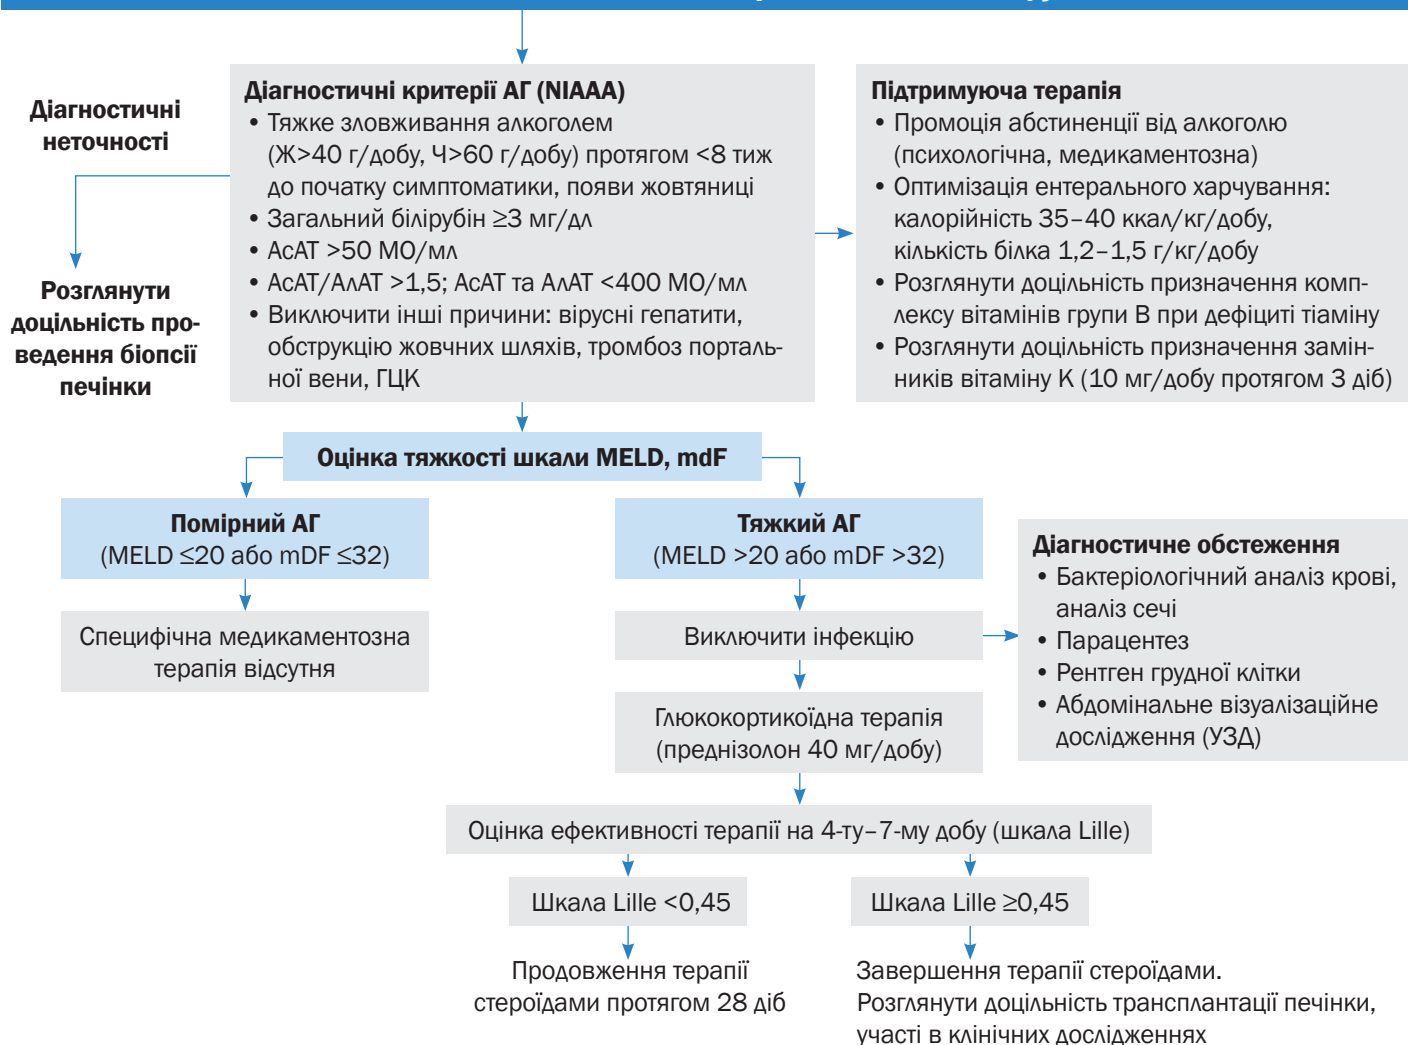 Діагностичні
неточності
Розглянути
доцільність про-
ведення біопсії
печінки
Діагностичні критерії АГ (NIAAA)
• Тяжке зловживання алкоголем
(Ж>40 г/добу, Ч>60 г/добу) протягом <8 тиж
до початку симптоматики, появи жовтяниці
• Загальний білірубін ≥3 мг/дл
• АсАТ >50 МО/мл
• АсАТ/АлАТ >1,5; АсАТ та АлАТ <400 МО/мл
• Виключити інші причини: вірусні гепатити,
обструкцію жовчних шляхів, тромбоз порталь-
ної вени, ГЦК
Підтримуюча терапія
• Промоція абстиненції від алкоголю
(психологічна, медикаментозна)
• Оптимізація ентерального харчування:
калорійність 35–40 ккал/кг/добу,
кількість білка 1,2–1,5 г/кг/добу
• Розглянути доцільність призначення комп-
лексу вітамінів групи В при дефіциті тіаміну
• Розглянути доцільність призначення замін-
ників вітаміну К (10 мг/добу протягом 3 діб)
Оцінка тяжкості шкали MELD, mdF
Помірний АГ
(MELD ≤20 або mDF ≤32)
Специфічна медикаментозна
терапія відсутня
Тяжкий АГ
(MELD >20 або mDF >32)
Виключити інфекцію
Діагностичне обстеження
• Бактеріологічний аналіз крові,
аналіз сечі
• Парацентез
• Рентген грудної клітки
• Абдомінальне візуалізаційне
дослідження (УЗД)
Глюкокортикоїдна терапія
(преднізолон 40 мг/добу)
Оцінка ефективності терапії на 4-ту–7-му добу (шкала Lille)
Шкала Lille <0,45
Шкала Lille ≥0,45
Продовження терапії
стероїдами протягом 28 діб
Завершення терапії стероїдами.
Розглянути доцільність трансплантації печінки,
участі в клінічних дослідженнях